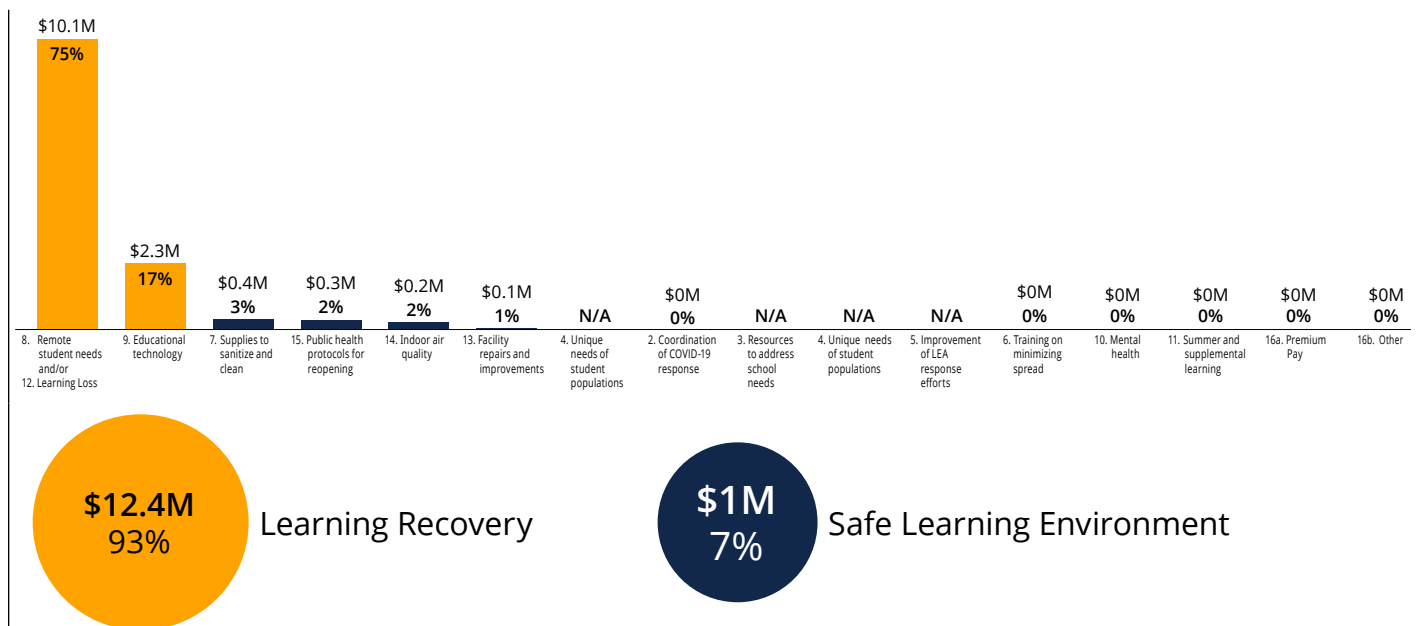 $10.1M
75%
$2.3M
17%
$0.4M
3%
$0.3M
2%
$0.2M
2%
$0.1M
1%
N/A
$0M
0%
N/A
N/A
N/A
$0M
0%
$0M
0%
$0M
0%
$0M
0%
$0M
0%
8. Remote
student needs
and/or
12. Learning Loss
9. Educational
technology
7. Supplies to
sanitize and
clean
15. Public health
protocols for
reopening
14. Indoor air
quality
13. Facility
repairs and
improvements
4. Unique
needs of
student
populations
2. Coordination
of COVID-19
response
3. Resources
to address
school
needs
4. Unique needs
of student
populations
5. Improvement
of LEA
response
efforts
6. Training on
minimizing
spread
10. Mental
health
11. Summer and
supplemental
learning
16a. Premium
Pay
16b. Other
$12.4M
93%
Learning Recovery
$1M
7%
Safe Learning Environment